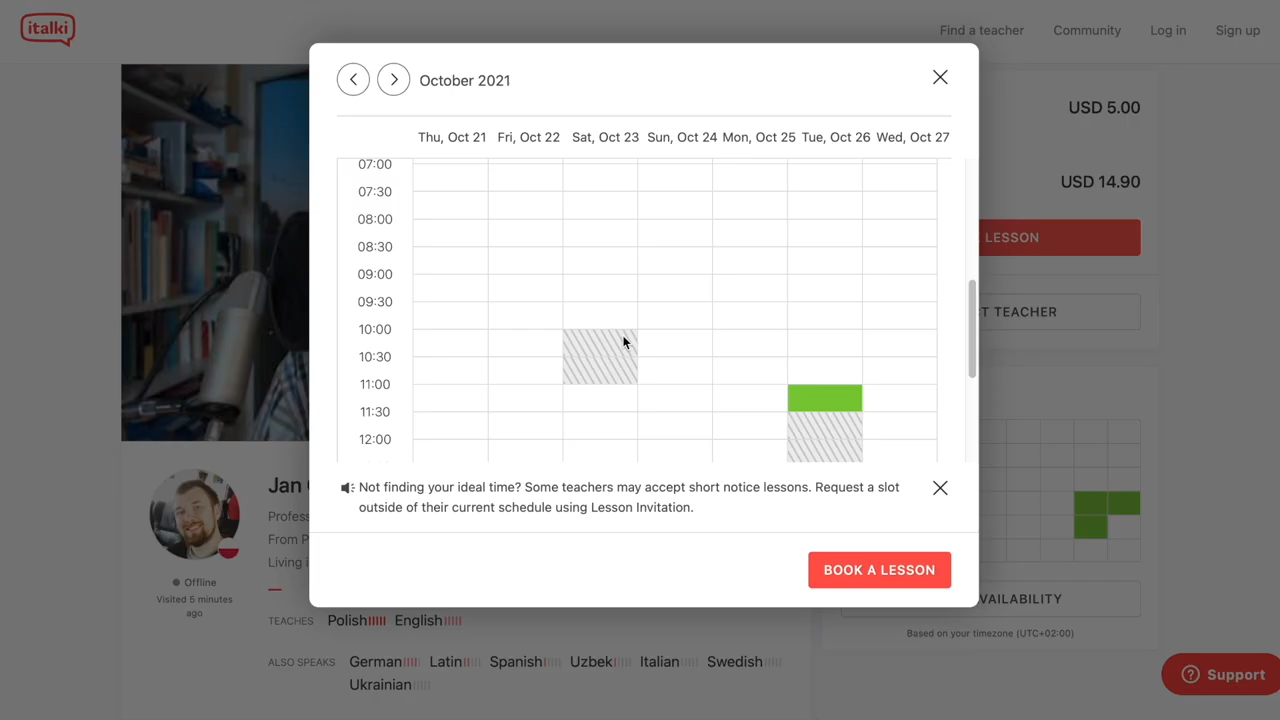 italki
Find a teacher
Community
Log in
Sign up
October 2021
USD 5.00
Thu, Oct 21 Fri, Oct 22 Sat, Oct 23 Sun, Oct 24 Mon, Oct 25 Tue, Oct 26 Wed, Oct 27
07:00
07:30
USD 14.90
08:00
08:30
LESSON
09:00
09:30
TEACHER
10:00
10:30
11:00
11:30
12:00
Not finding your ideal time? Some teachers may accept short notice lessons. Request a slot
outside of their current schedule using Lesson Invitation.
Jan
BOOK A LESSON
Offline
Visited 5 minutes
ago
From P
Living i
Based on your timezone (UTC+02:00)
TEACHES Polish English
ALSO SPEAKS German Latin Spanish Uzbek Italian Swedish
Ukrainian
Support